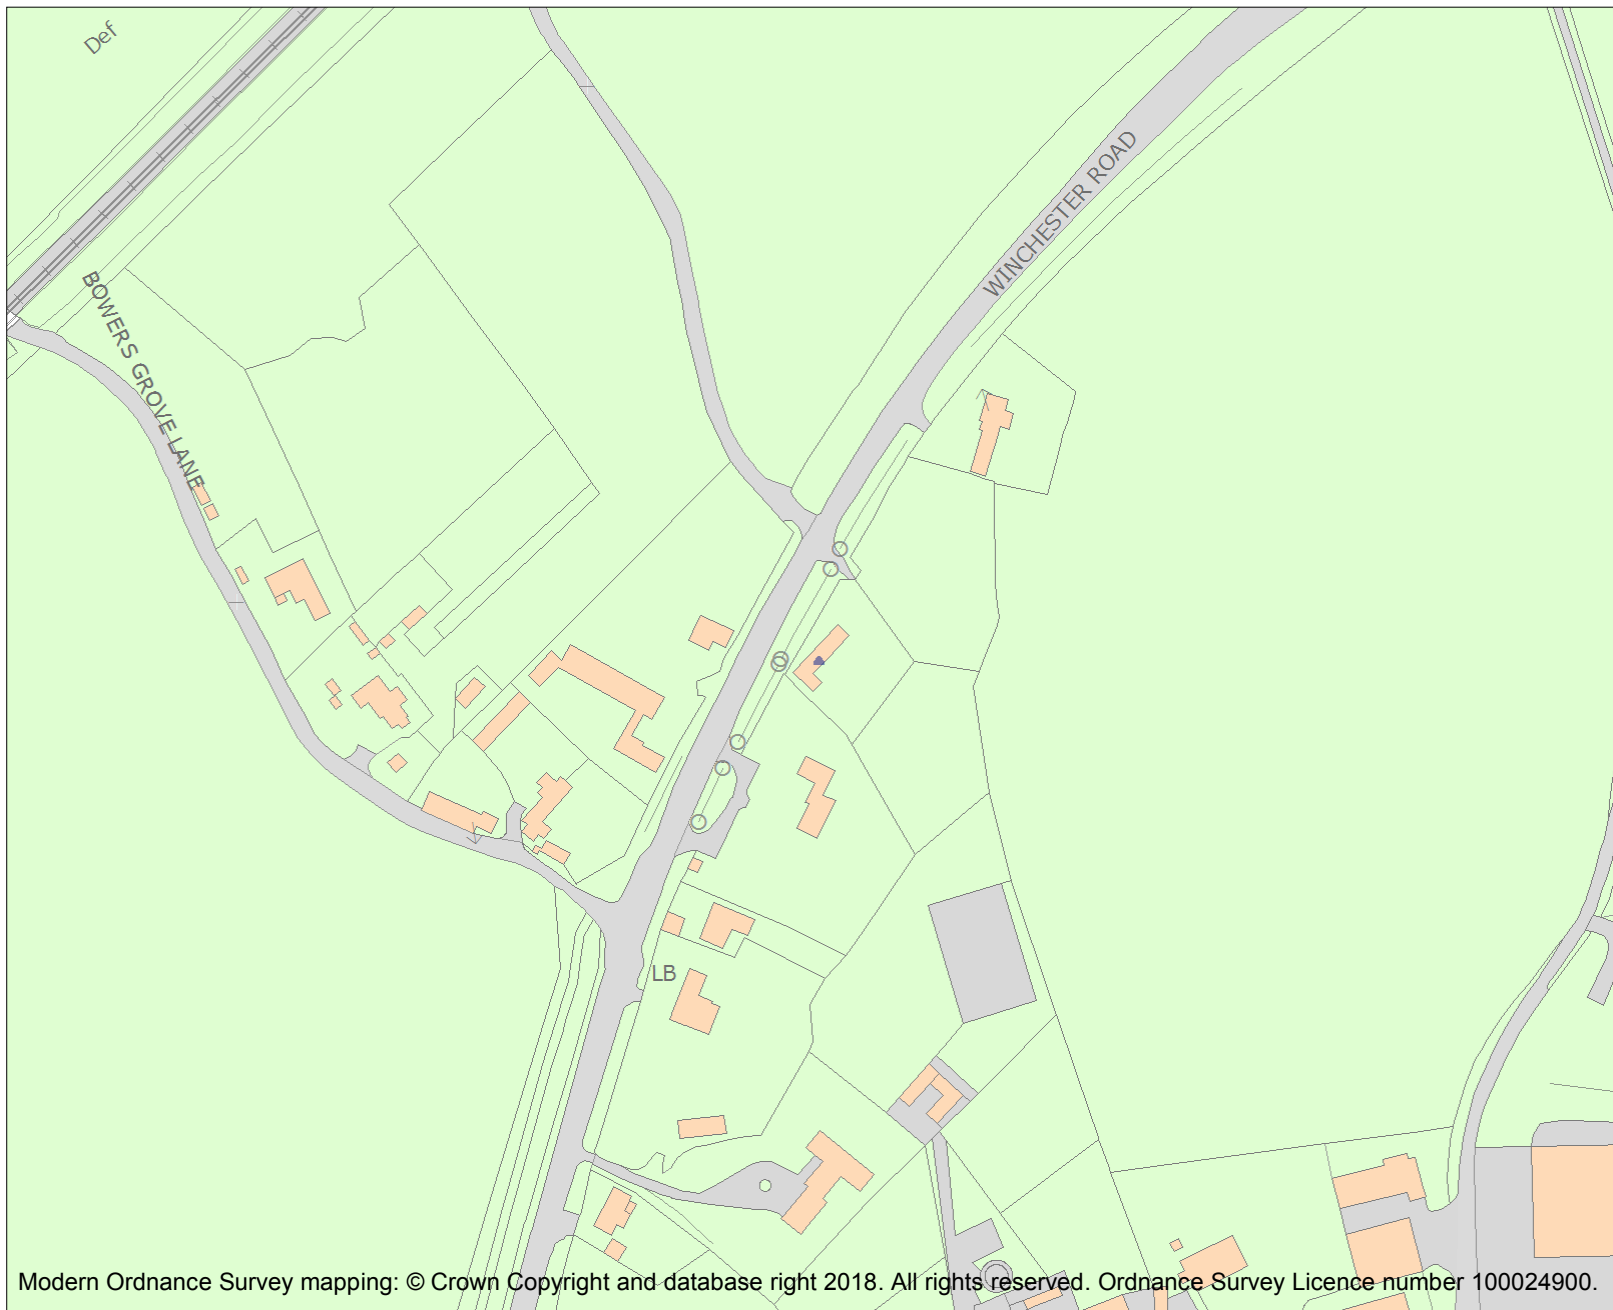 Def
WINCHESTER ROAD
BOWERS GROVE LANE
LB
Modern Ordnance Survey mapping: © Crown Copyright and database right 2018. All rights reserved. Ordnance Survey Licence number 100024900.